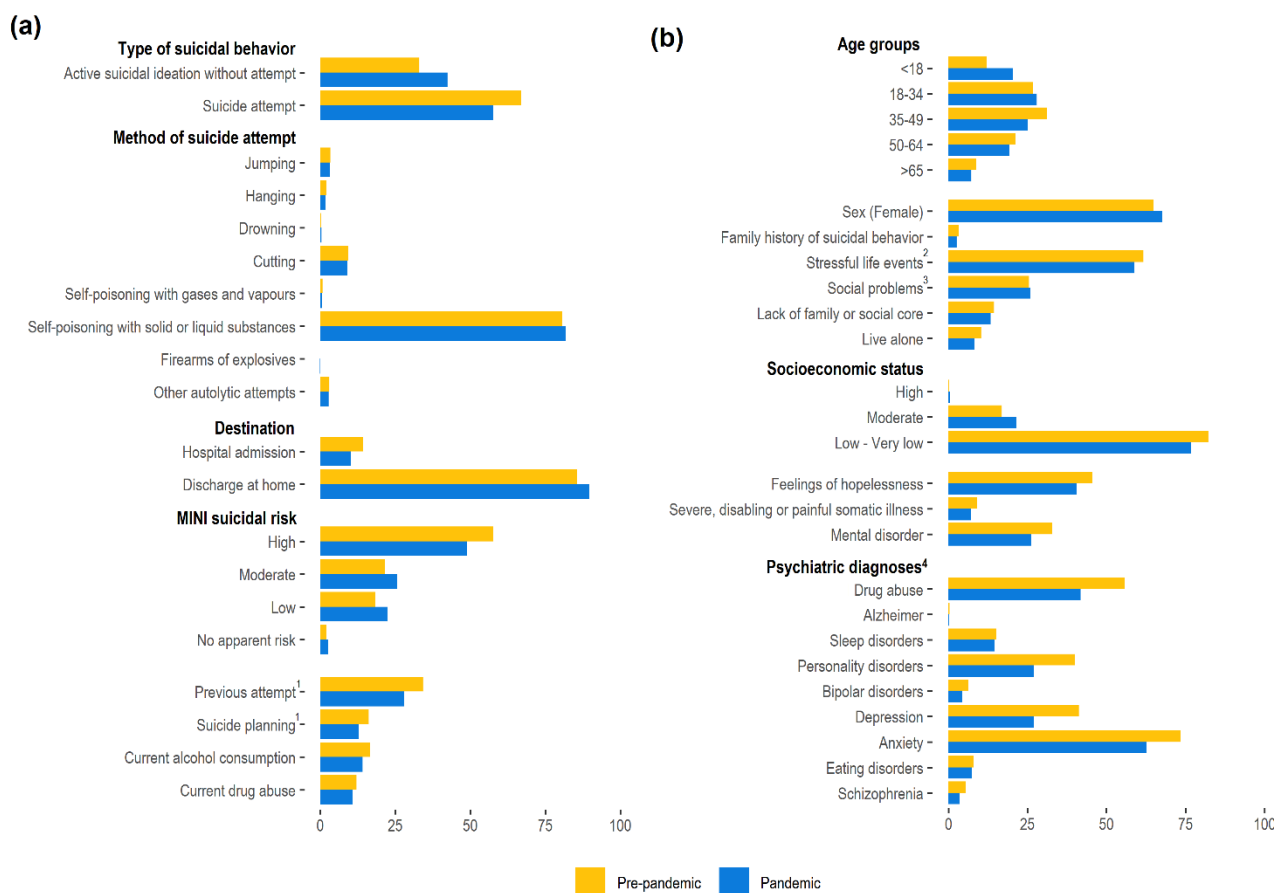 (a)
Type of suicidal behavior
Active suicidal ideation without attempt
Suicide attempt
Method of suicide attempt
Jumping
Hanging
Drowning
Cutting
Self-poisoning with gases and vapours
Self-poisoning with solid or liquid substances
Firearms of explosives
Other autolytic attempts
Destination
Hospital admission
Discharge at home
MINI suicidal risk
High
Moderate
Low
No apparent risk
Previous attempt1
Suicide planning1
Current alcohol consumption
Current drug abuse
0 25 50 75 100
(b)
Age groups
<18
18-34
35-49
50-64
>65
Sex (Female)
Family history of suicidal behavior
Stressful life events2
Social problems3
Lack of family or social core
Live alone
Socioeconomic status
High
Moderate
Low - Very low
Feelings of hopelessness
Severe, disabling or painful somatic illness
Mental disorder
Psychiatric diagnoses4
Drug abuse
Alzheimer
Sleep disorders
Personality disorders
Bipolar disorders
Depression
Anxiety
Eating disorders
Schizophrenia
0 25 50 75 100
Pre-pandemic Pandemic